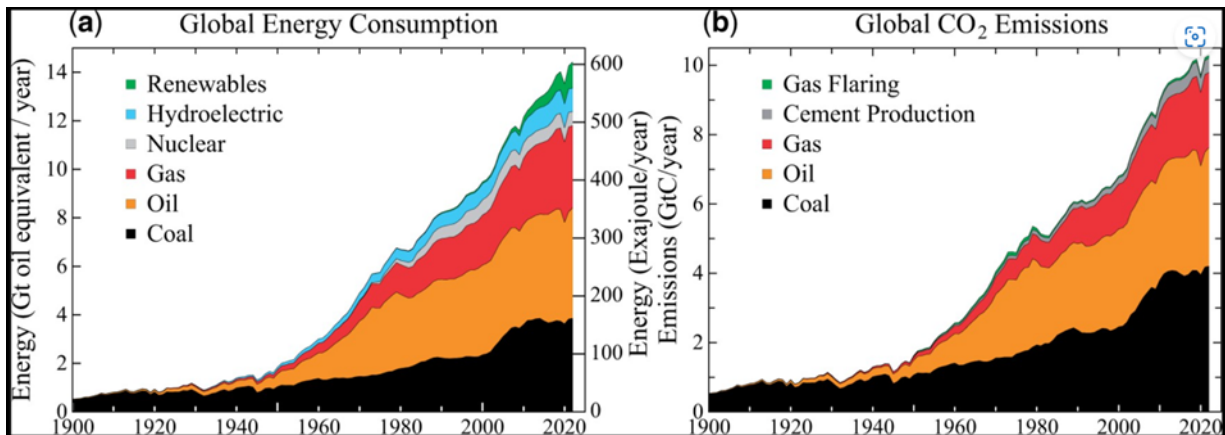 (a) Global Energy Consumption
Energy (Gt oil equivalent / year)
14
12
10
8
6
4
2
0
Renewables
Hydroelectric
Nuclear
Gas
Oil
Coal
600
500
400
300
200
100
0
Energy (Exajoule/year)
1900 1920 1940 1960 1980 2000 2020
(b) Global CO₂ Emissions
Emissions (GtC/year)
10
8
6
4
2
0
Gas Flaring
Cement Production
Gas
Oil
Coal
1900 1920 1940 1960 1980 2000 2020